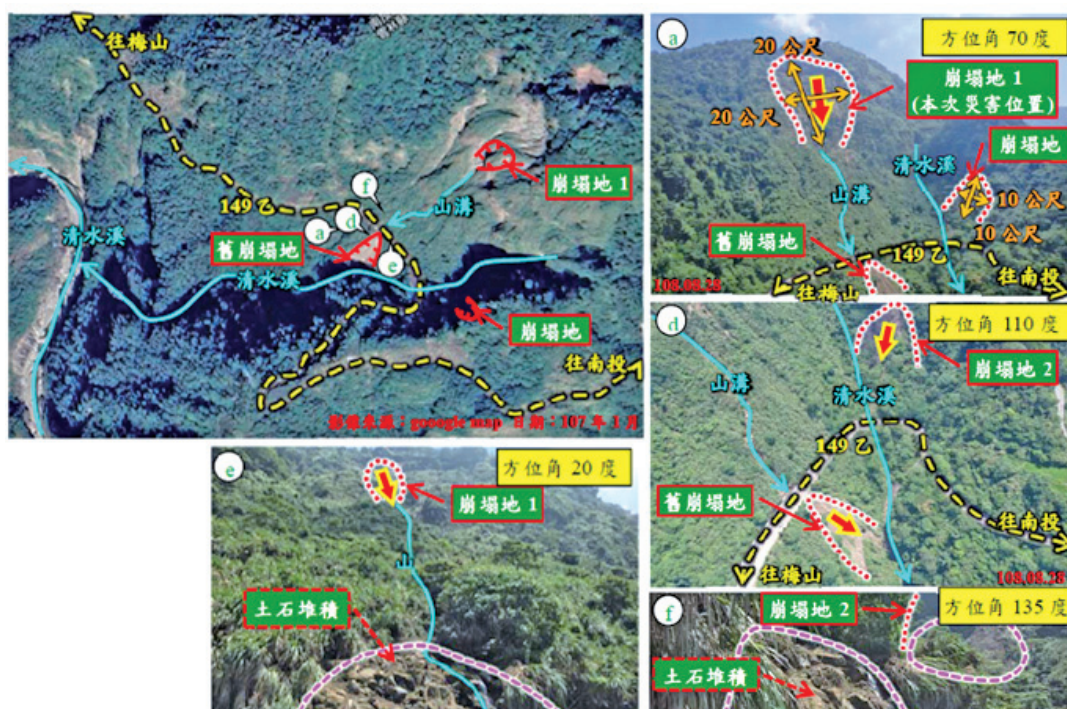 往梅山
149 乙
f
a
d
e
山溝
崩塌地 1
舊崩塌地
清水溪
清水溪
崩塌地
往南投
影像來源：goongle map 日期：107 年 1 月
a
方位角 70 度
20 公尺
20 公尺
崩塌地 1
(本次災害位置)
清水溪
崩塌地
山溝
10 公尺
10 公尺
舊崩塌地
149 乙
往梅山
往南投
108.08.28
d
方位角 110 度
崩塌地 2
山溝
清水溪
149 乙
舊崩塌地
往南投
往梅山
108.08.28
e
方位角 20 度
崩塌地 1
山
土石堆積
f
崩塌地 2
方位角 135 度
土石堆積